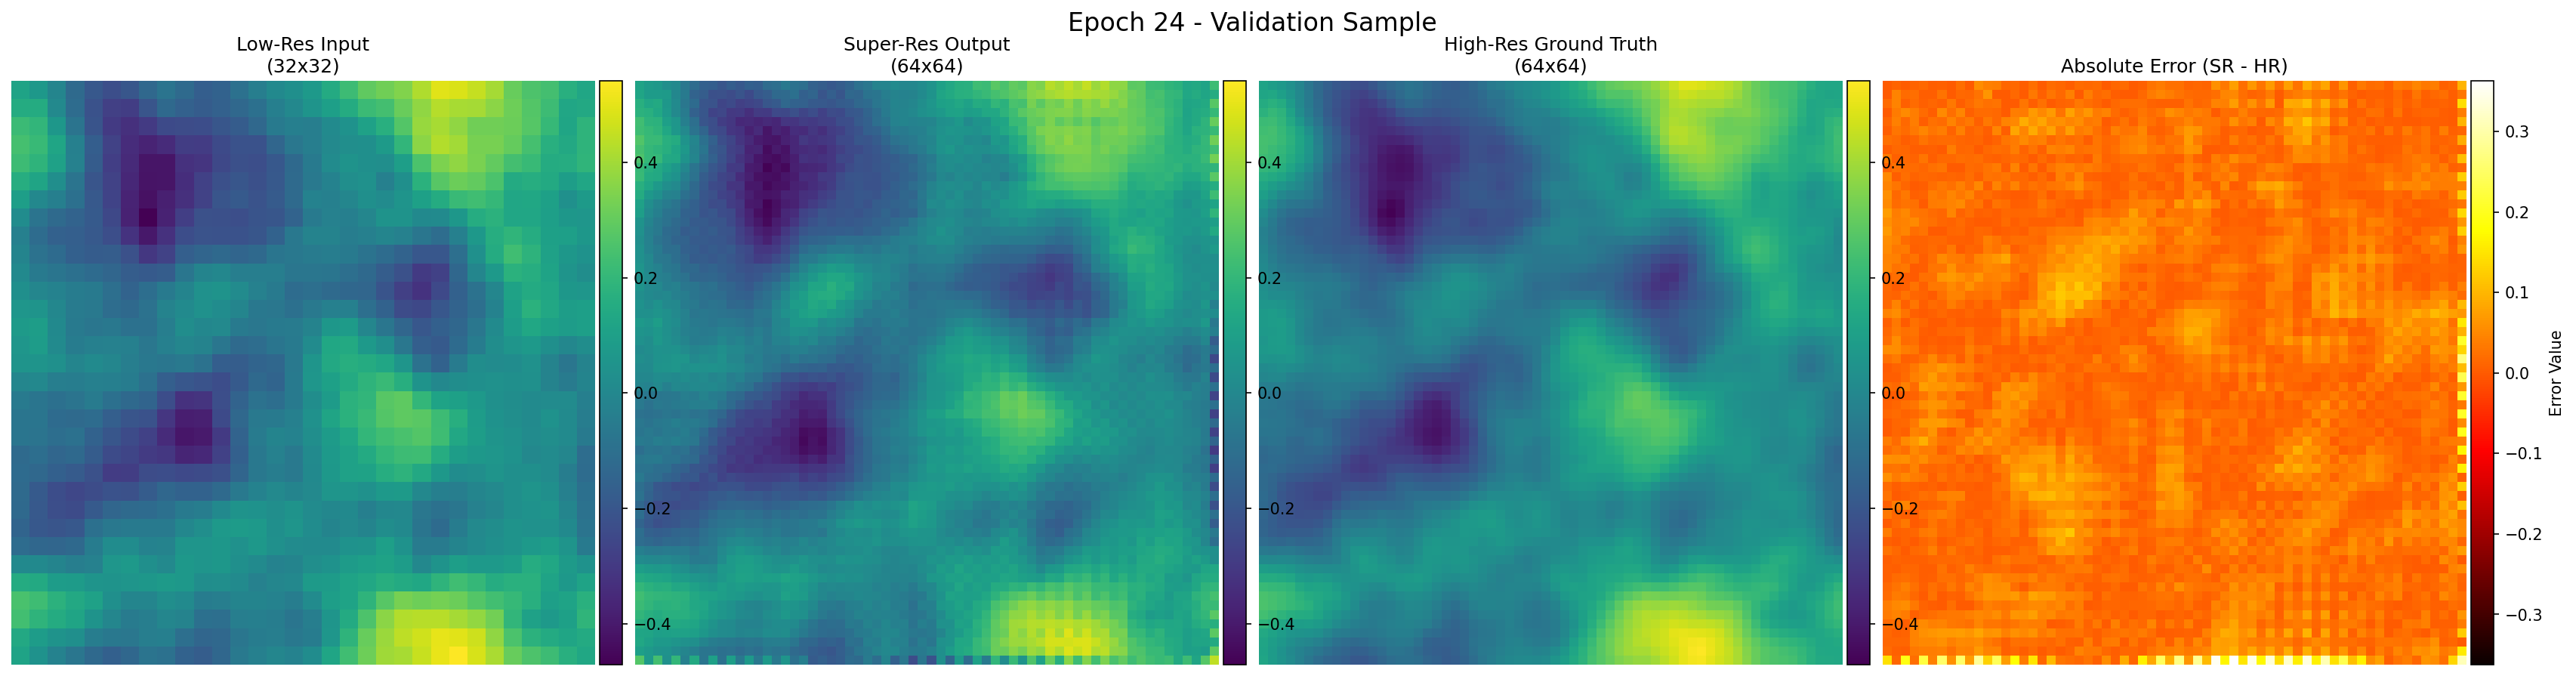 Epoch 24 - Validation Sample
Low-Res Input
(32x32)
0.4
0.2
0.0
−0.2
−0.4
Super-Res Output
(64x64)
0.4
0.2
0.0
−0.2
−0.4
High-Res Ground Truth
(64x64)
0.4
0.2
0.0
−0.2
−0.4
Absolute Error (SR - HR)
0.3
0.2
0.1
0.0
−0.1
−0.2
−0.3
Error Value